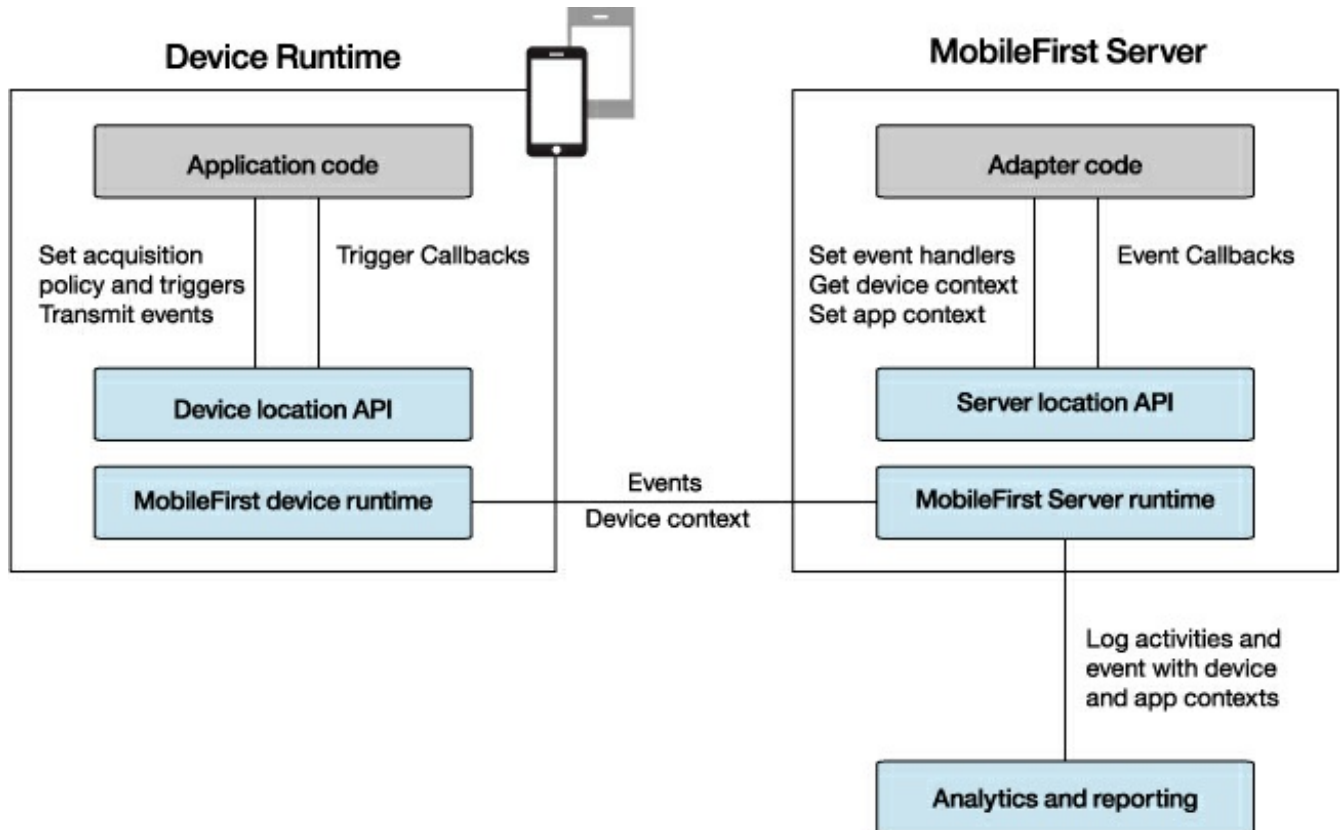 Device Runtime
MobileFirst Server
Application code
Set acquisition
policy and triggers
Transmit events
Trigger Callbacks
Device location API
MobileFirst device runtime
Events
Device context
Adapter code
Set event handlers
Get device context
Set app context
Event Callbacks
Server location API
MobileFirst Server runtime
Log activities and
event with device
and app contexts
Analytics and reporting